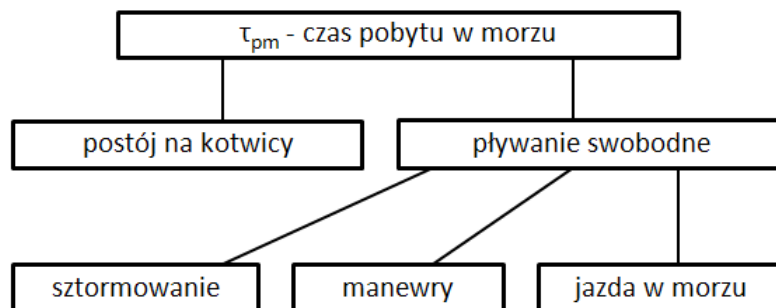 τpm - czas pobytu w morzu
postój na kotwicy
pływanie swobodne
sztormowanie
manewry
jazda w morzu